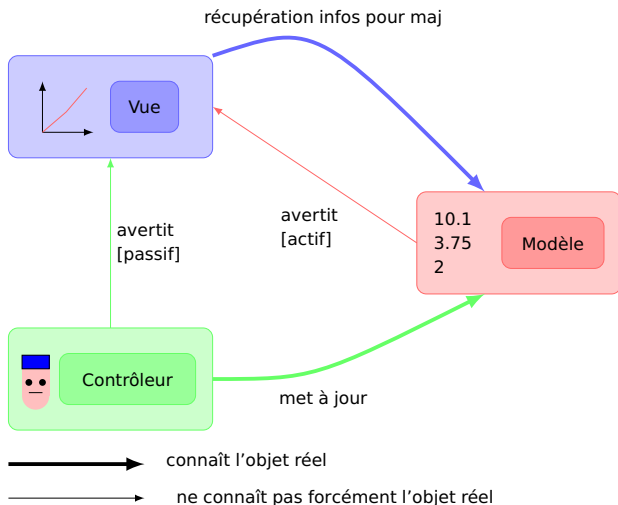 récupération infos pour maj
Vue
avertit
[passif]
avertit
[actif]
10.1
3.75
2
Modèle
Contrôleur
met à jour
connaît l’objet réel
ne connaît pas forcément l’objet réel